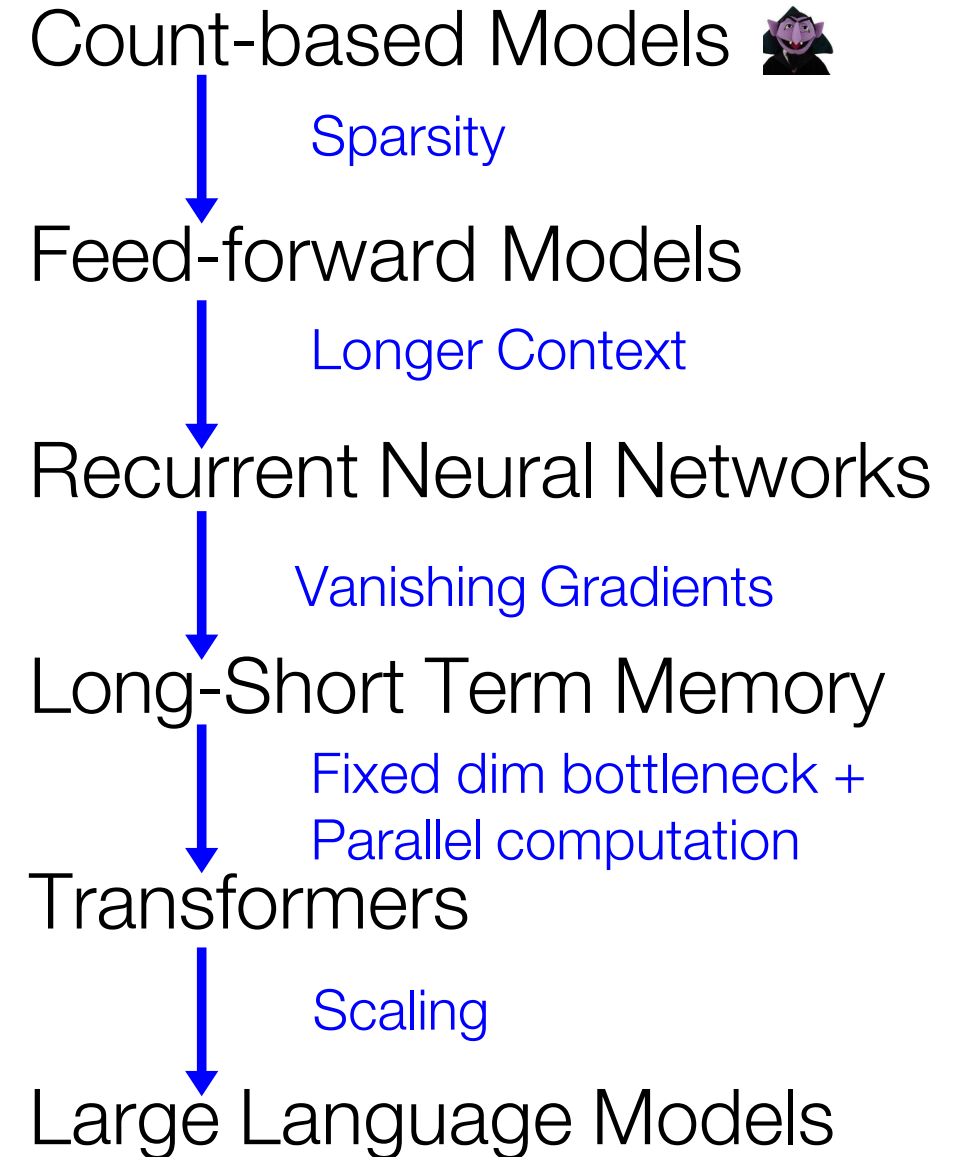 Count-based Models
Sparsity
Feed-forward Models
Longer Context
Recurrent Neural Networks
Vanishing Gradients
Long-Short Term Memory
Fixed dim bottleneck +
Parallel computation
Transformers
Scaling
Large Language Models